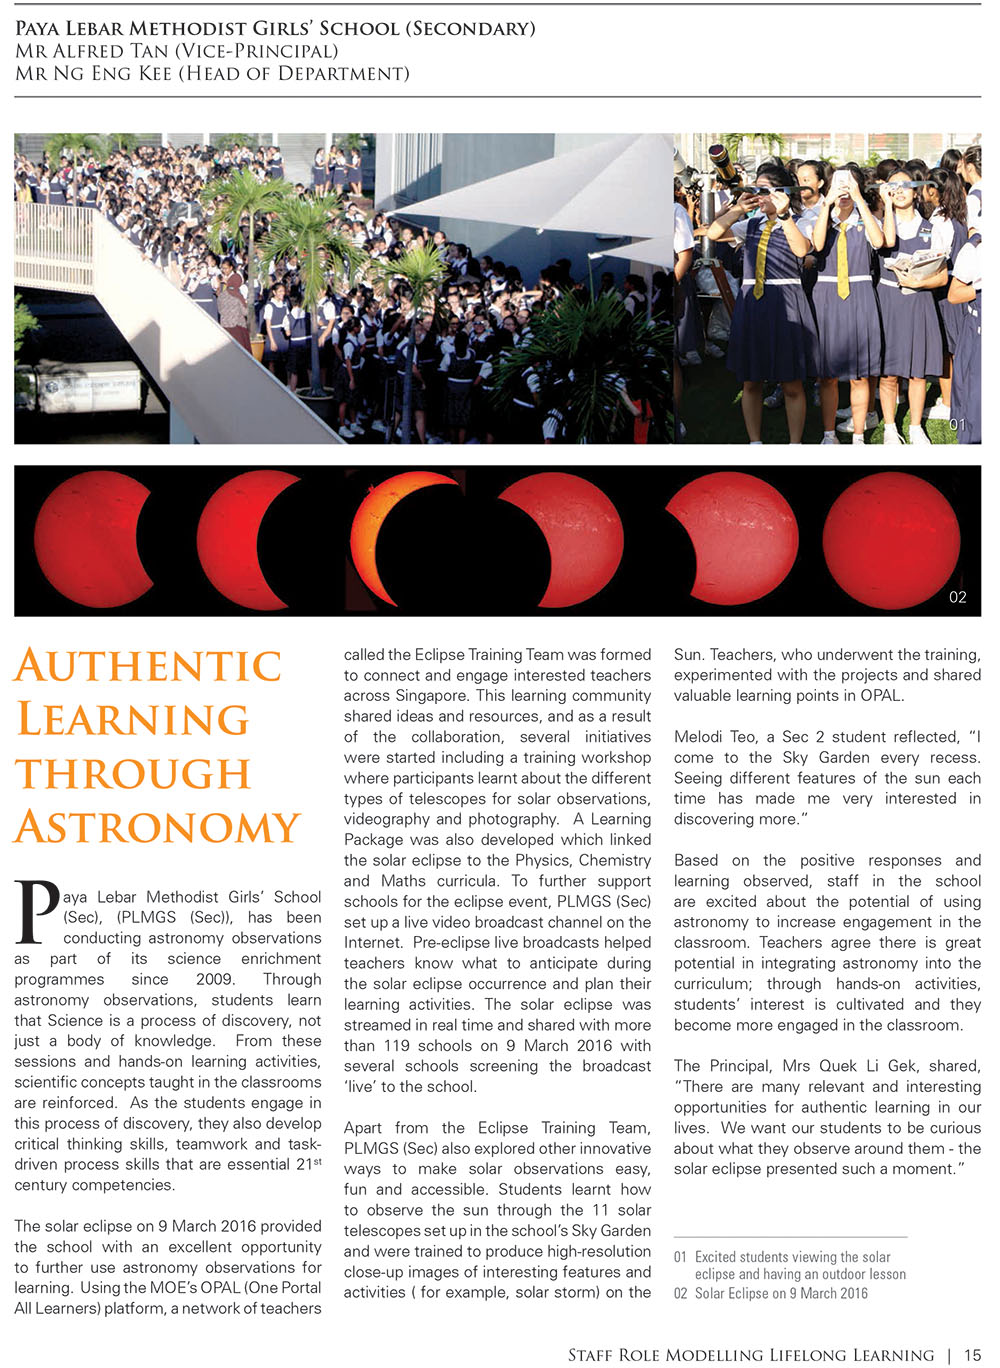 Paya Lebar Methodist Girls' School (Secondary)
Mr Alfred Tan (Vice-Principal)
Mr Ng Eng Kee (Head of Department)
01
02
Authentic
Learning
through
Astronomy
Paya Lebar Methodist Girls' School
(Sec), (PLMGS (Sec)), has been
conducting astronomy observations
as part of its science enrichment
programmes since 2009. Through
astronomy observations, students learn
that Science is a process of discovery, not
just a body of knowledge. From these
sessions and hands-on learning activities,
scientific concepts taught in the classrooms
are reinforced. As the students engage in
this process of discovery, they also develop
critical thinking skills, teamwork and task-
driven process skills that are essential 21st
century competencies.
The solar eclipse on 9 March 2016 provided
the school with an excellent opportunity
to further use astronomy observations for
learning. Using the MOE's OPAL (One Portal
All Learners) platform, a network of teachers
called the Eclipse Training Team was formed
to connect and engage interested teachers
across Singapore. This learning community
shared ideas and resources, and as a result
of the collaboration, several initiatives
were started including a training workshop
where participants learnt about the different
types of telescopes for solar observations,
videography and photography. A Learning
Package was also developed which linked
the solar eclipse to the Physics, Chemistry
and Maths curricula. To further support
schools for the eclipse event, PLMGS (Sec)
set up a live video broadcast channel on the
Internet. Pre-eclipse live broadcasts helped
teachers know what to anticipate during
the solar eclipse occurrence and plan their
learning activities. The solar eclipse was
streamed in real time and shared with more
than 119 schools on 9 March 2016 with
several schools screening the broadcast
'live' to the school.
Apart from the Eclipse Training Team,
PLMGS (Sec) also explored other innovative
ways to make solar observations easy,
fun and accessible. Students learnt how
to observe the sun through the 11 solar
telescopes set up in the school's Sky Garden
and were trained to produce high-resolution
close-up images of interesting features and
activities ( for example, solar storm) on the
Sun. Teachers, who underwent the training,
experimented with the projects and shared
valuable learning points in OPAL.
Melodi Teo, a Sec 2 student reflected, "I
come to the Sky Garden every recess.
Seeing different features of the sun each
time has made me very interested in
discovering more."
Based on the positive responses and
learning observed, staff in the school
are excited about the potential of using
astronomy to increase engagement in the
classroom. Teachers agree there is great
potential in integrating astronomy into the
curriculum; through hands-on activities,
students' interest is cultivated and they
become more engaged in the classroom.
The Principal, Mrs Quek Li Gek, shared,
"There are many relevant and interesting
opportunities for authentic learning in our
lives. We want our students to be curious
about what they observe around them - the
solar eclipse presented such a moment."
01 Excited students viewing the solar
eclipse and having an outdoor lesson
02 Solar Eclipse on 9 March 2016
Staff Role Modelling Lifelong Learning | 15